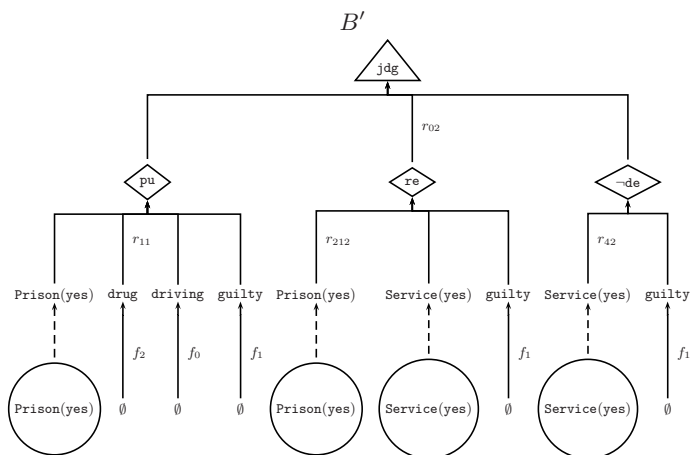 B′
jdg
r02
pu re ¬de
r11 r212 r42
Prison(yes) drug driving guilty Prison(yes) Service(yes) guilty Service(yes) guilty
f2 f0 f1 f1 f1
Prison(yes) ∅ ∅ ∅ Prison(yes) Service(yes) ∅ Service(yes) ∅